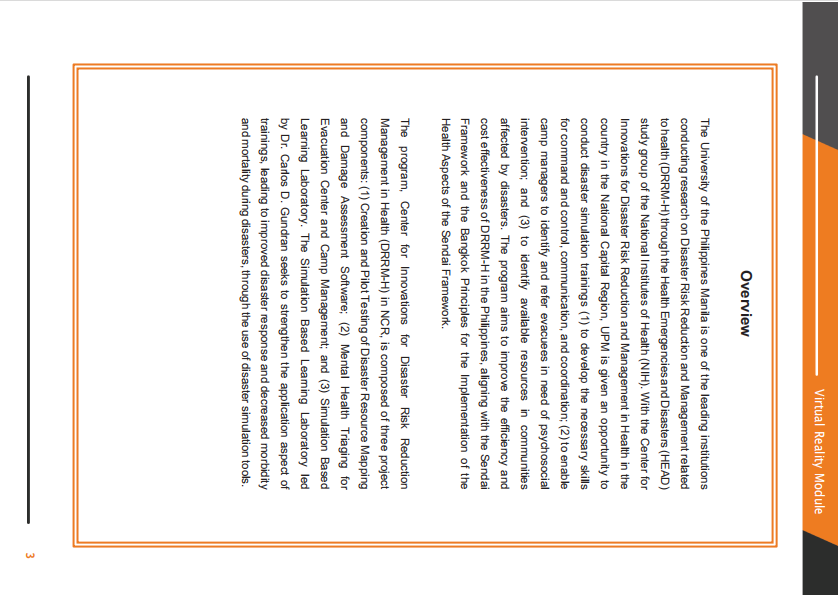 Virtual Reality Module
Overview
The University of the Philippines Manila is one of the leading institutions
conducting research on Disaster Risk Reduction and Management related
to health (DRRM-H) through the Health Emergencies and Disasters (HEAD)
study group of the National Institutes of Health (NIH). With the Center for
Innovations for Disaster Risk Reduction and Management in Health in the
country in the National Capital Region, UPM is given an opportunity to
conduct disaster simulation trainings (1) to develop the necessary skills
for command and control, communication, and coordination; (2) to enable
camp managers to identify and refer evacuees in need of psychosocial
intervention; and (3) to identify available resources in communities
affected by disasters. The program aims to improve the efficiency and
cost effectiveness of DRRM-H in the Philippines, aligning with the Sendai
Framework and the Bangkok Principles for the Implementation of the
Health Aspects of the Sendai Framework.
The program, Center for Innovations for Disaster Risk Reduction
Management in Health (DRRM-H) in NCR, is composed of three project
components: (1) Creation and Pilot Testing of Disaster Resource Mapping
and Damage Assessment Software; (2) Mental Health Triaging for
Evacuation Center and Camp Management; and (3) Simulation Based
Learning Laboratory. The Simulation Based Learning Laboratory led
by Dr. Carlos D. Gundran seeks to strengthen the application aspect of
trainings, leading to improved disaster response and decreased morbidity
and mortality during disasters, through the use of disaster simulation tools.
3